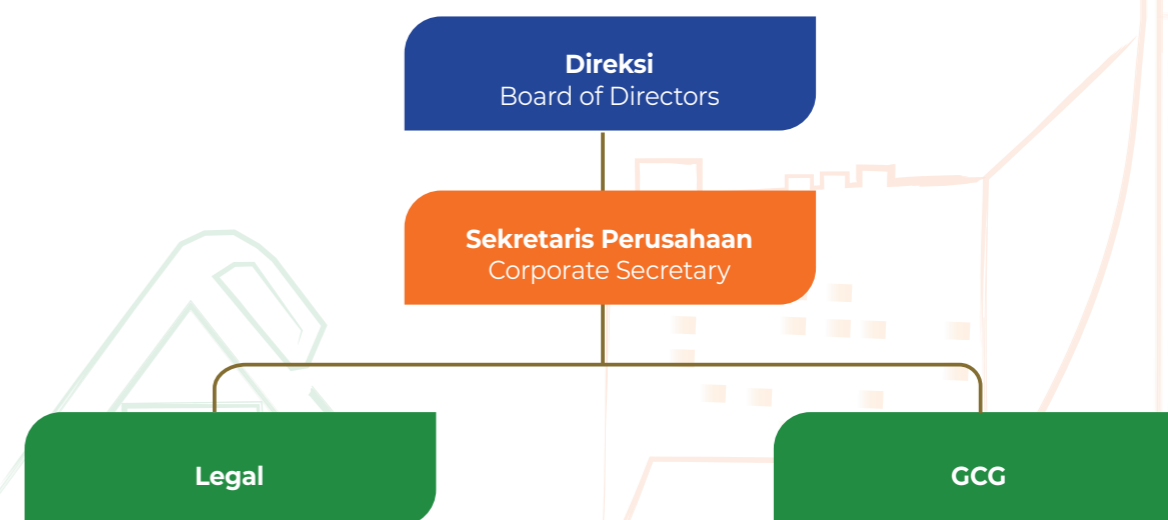 Direksi
Board of Directors
Sekretaris Perusahaan
Corporate Secretary
Legal
GCG